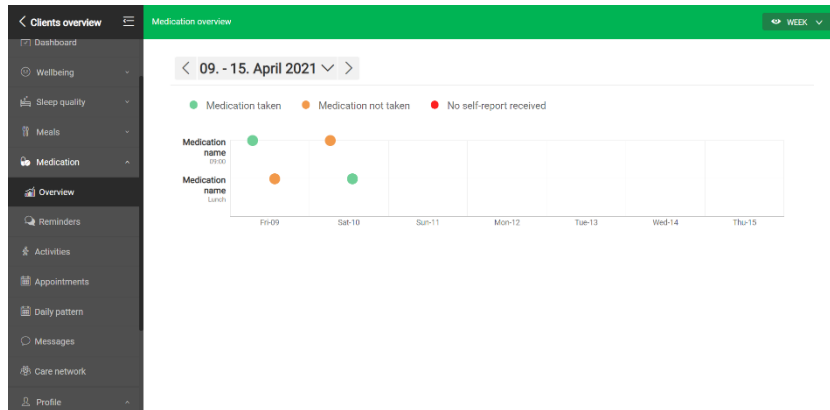 Clients overview
Medication overview
WEEK
Dashboard
Wellbeing
Sleep quality
Meals
Medication
Overview
Reminders
Activities
Appointments
Daily pattern
Messages
Care network
Profile
09. - 15. April 2021
Medication taken
Medication not taken
No self-report received
Medication
name
09:00
Medication
name
Lunch
Fri-09 Sat-10 Sun-11 Mon-12 Tue-13 Wed-14 Thu-15